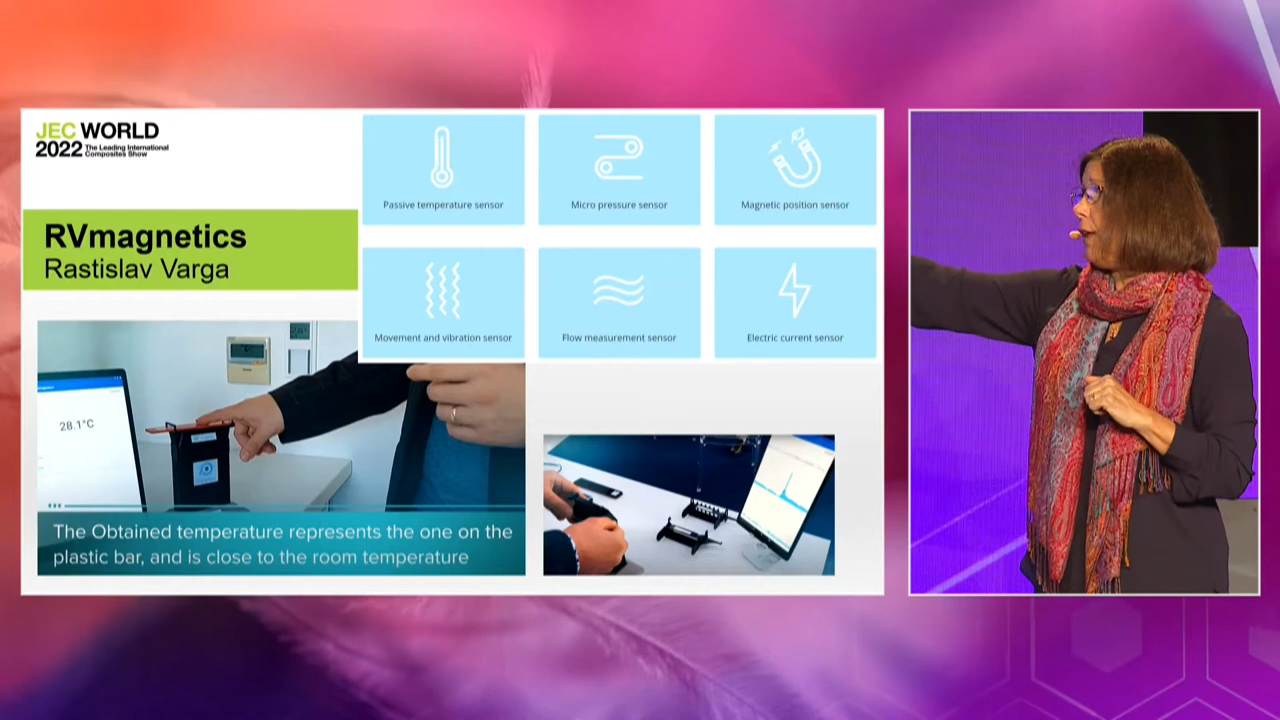 JEC WORLD
2022 The Leading International
Composites Show
RVmagnetics
Rastislav Varga
Passive temperature sensor
Micro pressure sensor
Magnetic position sensor
Movement and vibration sensor
Flow measurement sensor
Electric current sensor
28.1°C
The Obtained temperature represents the one on the
plastic bar, and is close to the room temperature